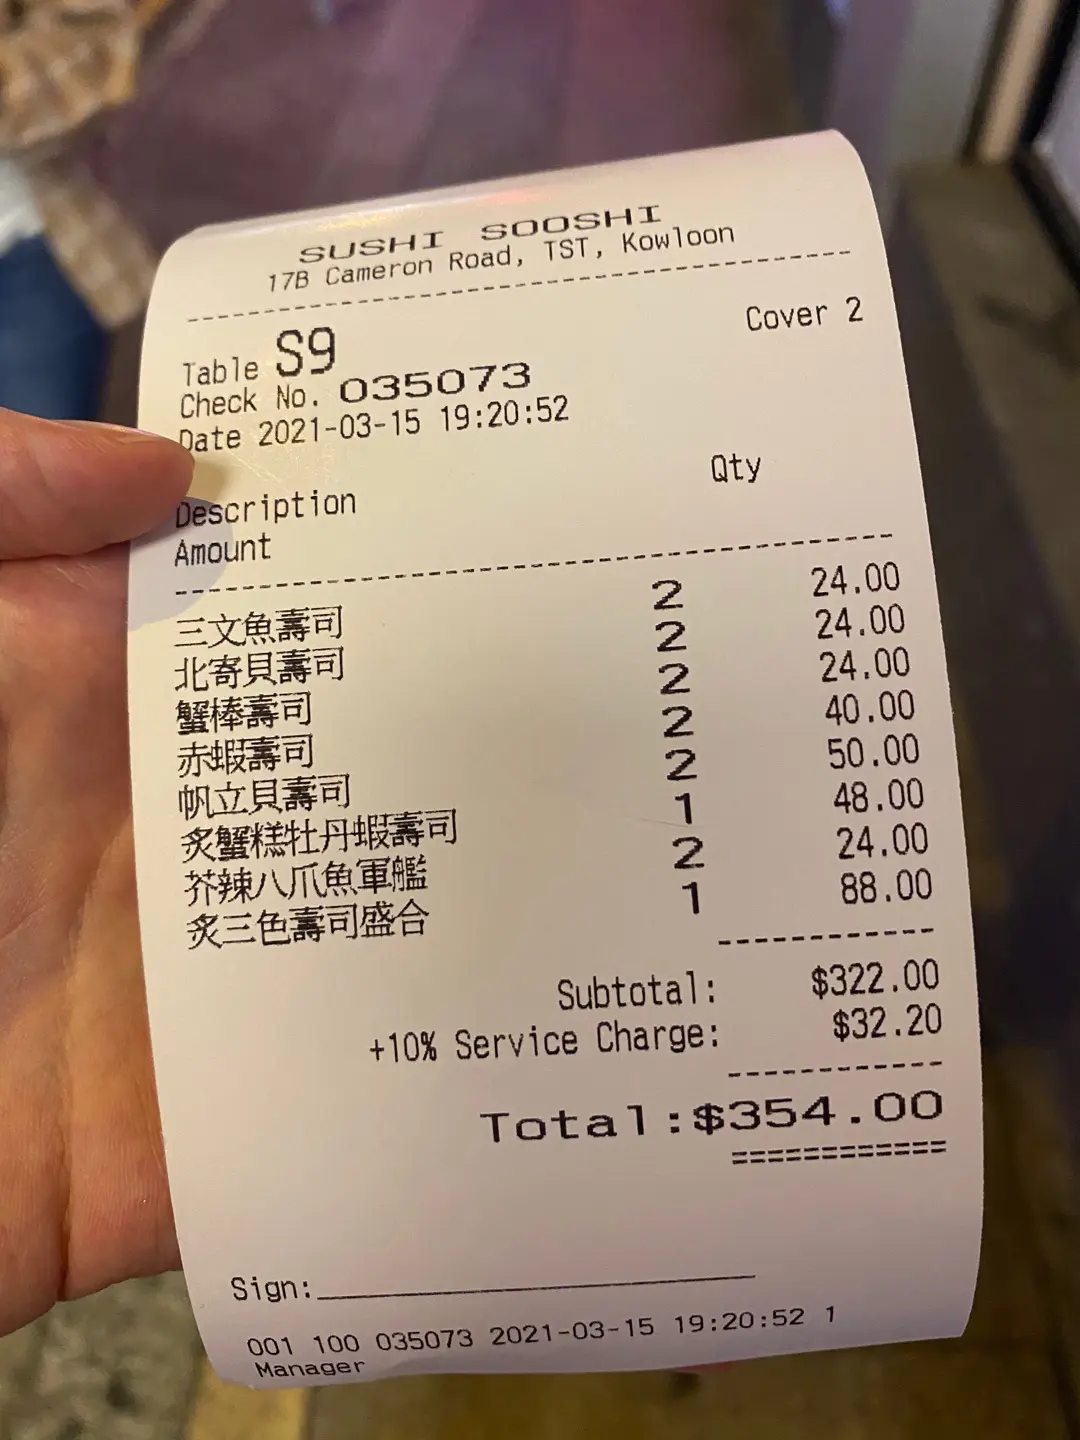 SUSHI SOOSHI
17B Cameron Road, TST, Kowloon
Table S9 Cover 2
Check No. 035073
Date 2021-03-15 19:20:52
Description Qty
Amount
三文魚壽司 2 24.00
北寄貝壽司 2 24.00
蟹棒壽司 2 24.00
赤蝦壽司 2 40.00
帆立貝壽司 2 50.00
炙蟹糕牡丹蝦壽司 1 48.00
芥辣八爪魚軍艦 2 24.00
炙三色壽司盛合 1 88.00
Subtotal: $322.00
+10% Service Charge: $32.20
Total:$354.00
============
Sign:
001 100 035073 2021-03-15 19:20:52 1
Manager